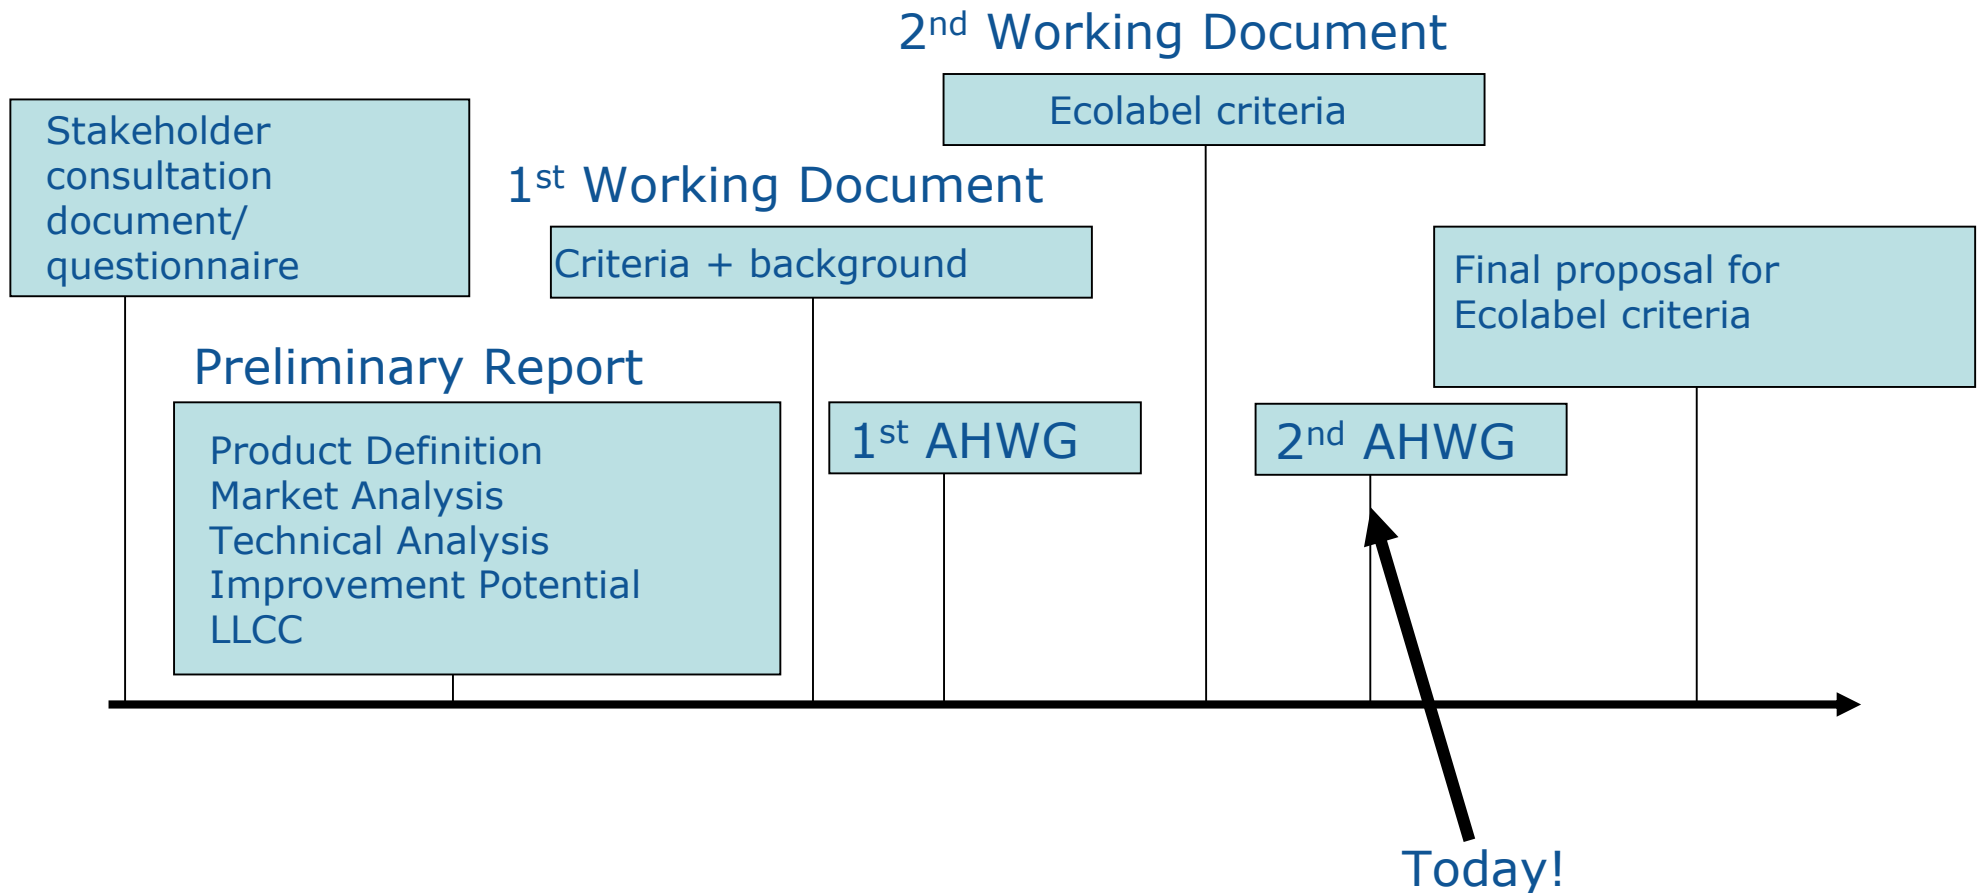 2nd Working Document
Ecolabel criteria
Stakeholder
consultation
document/
questionnaire
1st Working Document
Criteria + background
Final proposal for
Ecolabel criteria
Preliminary Report
Product Definition
Market Analysis
Technical Analysis
Improvement Potential
LLCC
1st AHWG
2nd AHWG
Today!